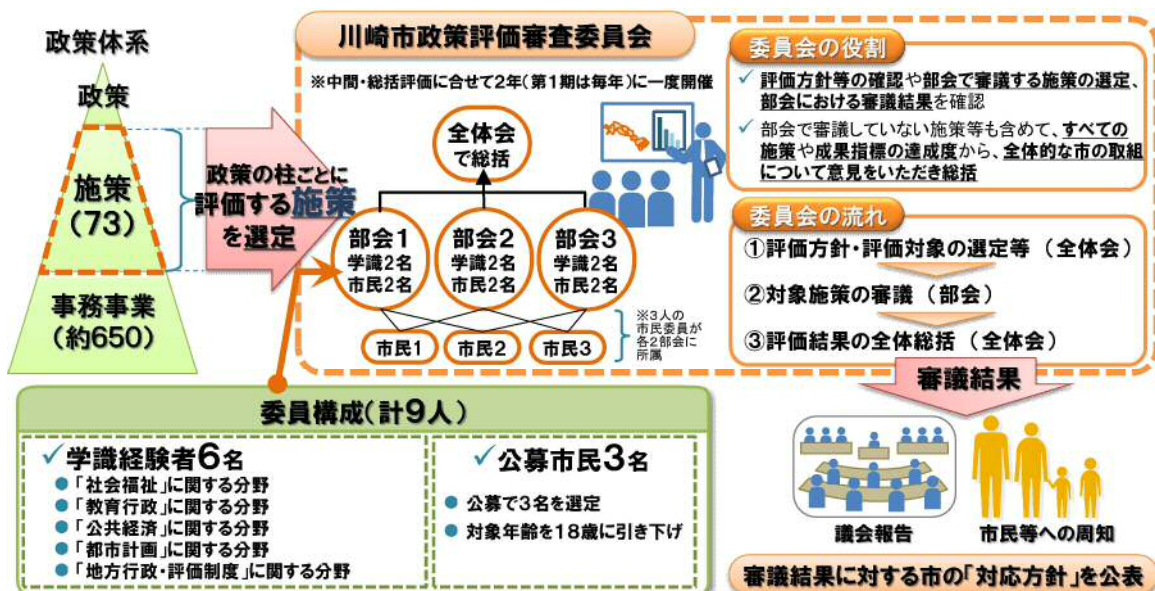 政策体系
政策
施策
(73)
事務事業
(約650)
政策の柱ごとに
評価する施策
を選定
川崎市政策評価審査委員会
※中間・総括評価に合せて2年(第1期は毎年)に一度開催
全体会
で総括
部会1
学識2名
市民2名
部会2
学識2名
市民2名
部会3
学識2名
市民2名
市民1
市民2
市民3
※3人の
市民委員が
各2部会に
所属
委員会の役割
✓ 評価方針等の確認や部会で審議する施策の選定、
部会における審議結果を確認
✓ 部会で審議していない施策等も含めて、すべての
施策や成果指標の達成度から、全体的な市の取組
について意見をいただき総括
委員会の流れ
①評価方針・評価対象の選定等（全体会）
②対象施策の審議（部会）
③評価結果の全体総括（全体会）
審議結果
議会報告
市民等への周知
審議結果に対する市の「対応方針」を公表
委員構成(計9人)
✓学識経験者6名
●「社会福祉」に関する分野
●「教育行政」に関する分野
●「公共経済」に関する分野
●「都市計画」に関する分野
●「地方行政・評価制度」に関する分野
✓公募市民3名
● 公募で3名を選定
● 対象年齢を18歳に引き下げ